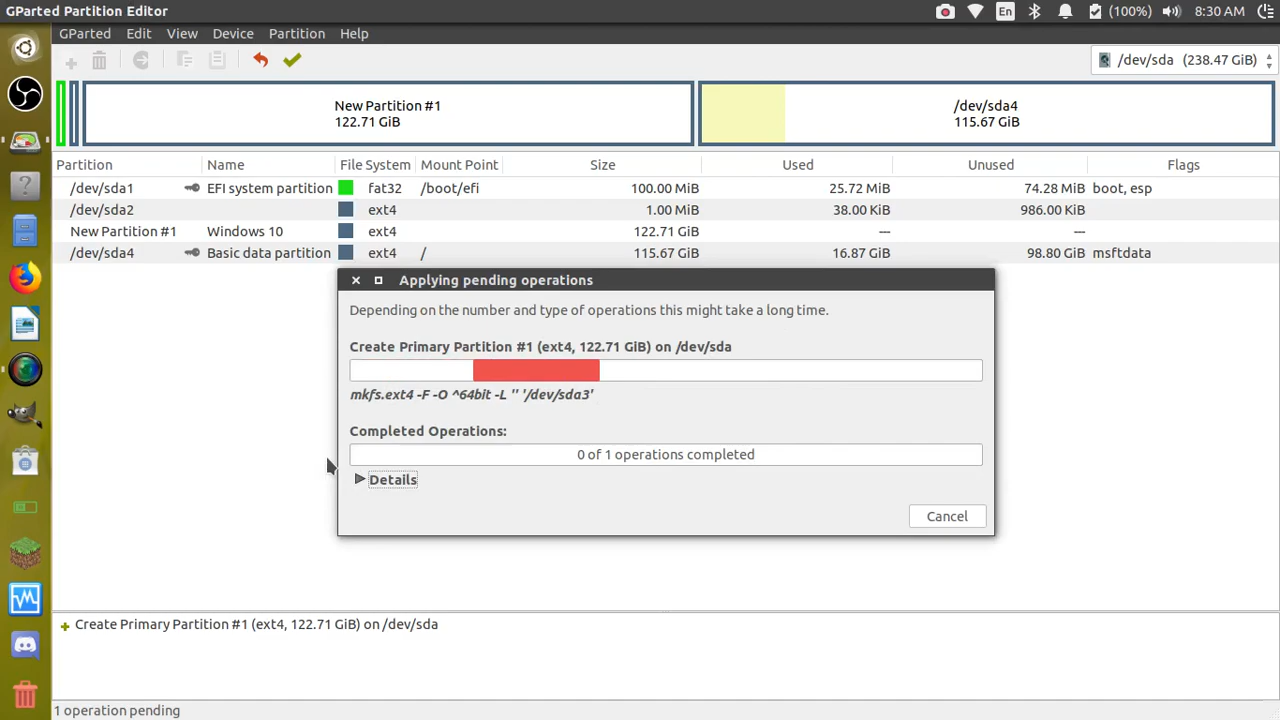 GParted Partition Editor
En
(100%)
8:30 AM
GParted Edit View Device Partition Help
/dev/sda (238.47 GiB)
New Partition #1
122.71 GiB
/dev/sda4
115.67 GiB
Partition Name File System Mount Point Size Used Unused Flags
/dev/sda1 EFI system partition fat32 /boot/efi 100.00 MiB 25.72 MiB 74.28 MiB boot, esp
/dev/sda2 ext4 1.00 MiB 38.00 KiB 986.00 KiB
New Partition #1 Windows 10 ext4 122.71 GiB --- ---
/dev/sda4 Basic data partition ext4 / 115.67 GiB 16.87 GiB 98.80 GiB msftdata
Applying pending operations
Depending on the number and type of operations this might take a long time.
Create Primary Partition #1 (ext4, 122.71 GiB) on /dev/sda
mkfs.ext4 -F -O ^64bit -L '' '/dev/sda3'
Completed Operations:
0 of 1 operations completed
Details
Cancel
Create Primary Partition #1 (ext4, 122.71 GiB) on /dev/sda
1 operation pending